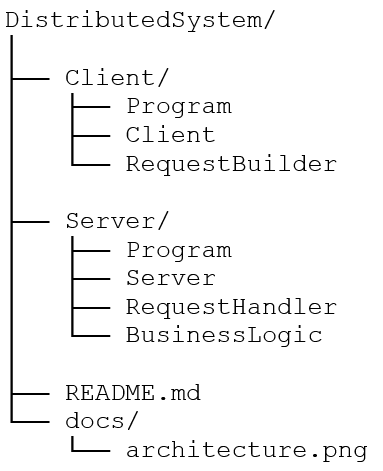 DistributedSystem/
Client/
Program
Client
RequestBuilder
Server/
Program
Server
RequestHandler
BusinessLogic
README.md
docs/
architecture.png